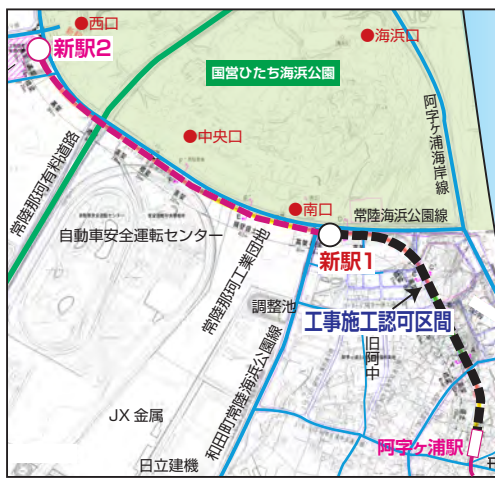 西口
新駅2
海浜口
国営ひたち海浜公園
阿字ヶ浦海岸線
中央口
常陸那珂有料道路
南口
常陸海浜公園線
自動車安全運転センター
新駅1
常陸那珂工業団地
調整池
工事施工認可区間
旧阿中
和田町常陸海浜公園線
JX 金属
阿字ヶ浦駅
日立建機